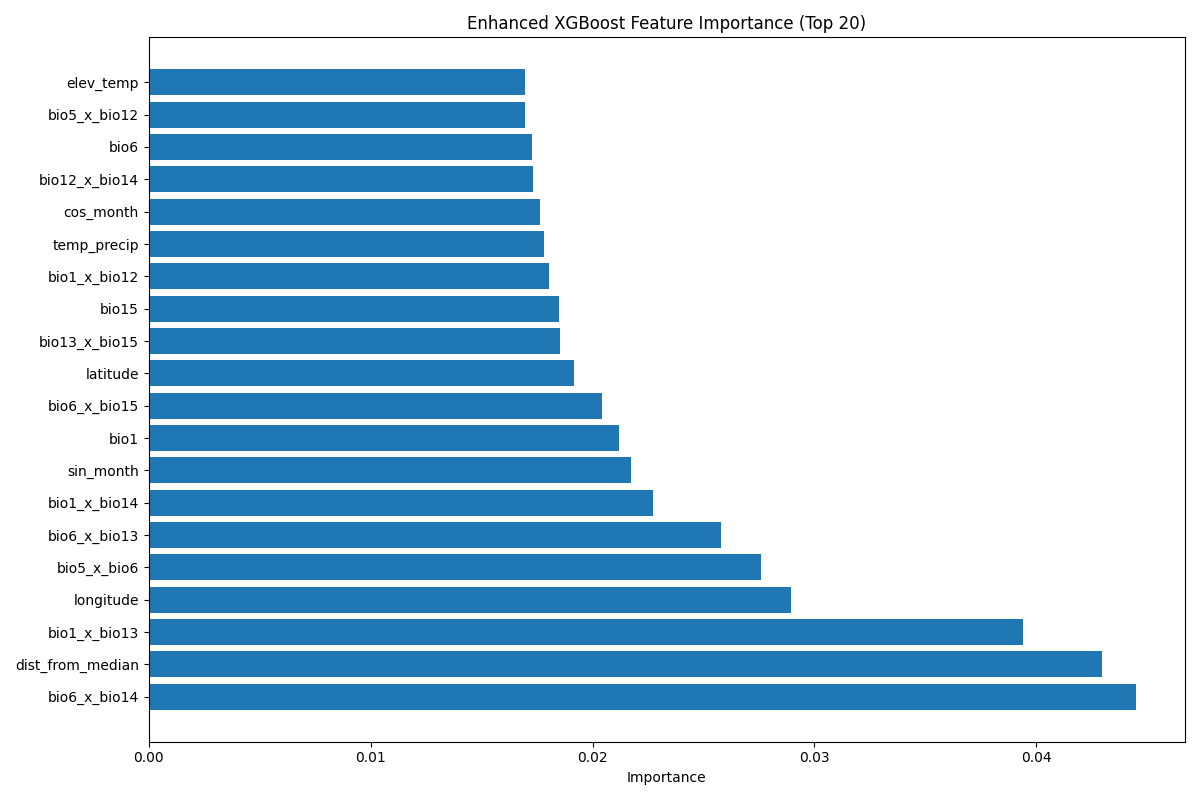 Enhanced XGBoost Feature Importance (Top 20)
elev_temp
bio5_x_bio12
bio6
bio12_x_bio14
cos_month
temp_precip
bio1_x_bio12
bio15
bio13_x_bio15
latitude
bio6_x_bio15
bio1
sin_month
bio1_x_bio14
bio6_x_bio13
bio5_x_bio6
longitude
bio1_x_bio13
dist_from_median
bio6_x_bio14
0.00 0.01 0.02 0.03 0.04
Importance